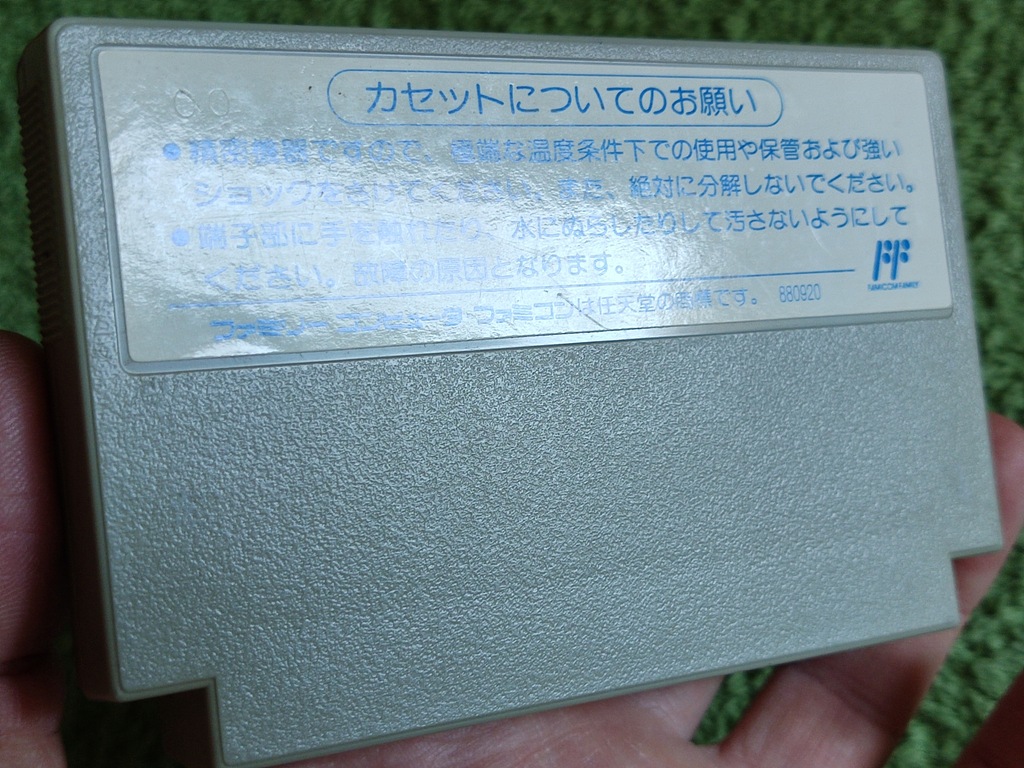 カセットについてのお願い
●精密機器ですので、極端な温度条件下での使用や保管および強い
ショックをさけてください。また、絶対に分解しないでください。
●端子部に手を触れたり、水にぬらしたりして汚さないようにして
ください。故障の原因となります。
FAMICOM FAMILY
ファミリーコンピュータ・ファミコンは任天堂の商標です。 880920